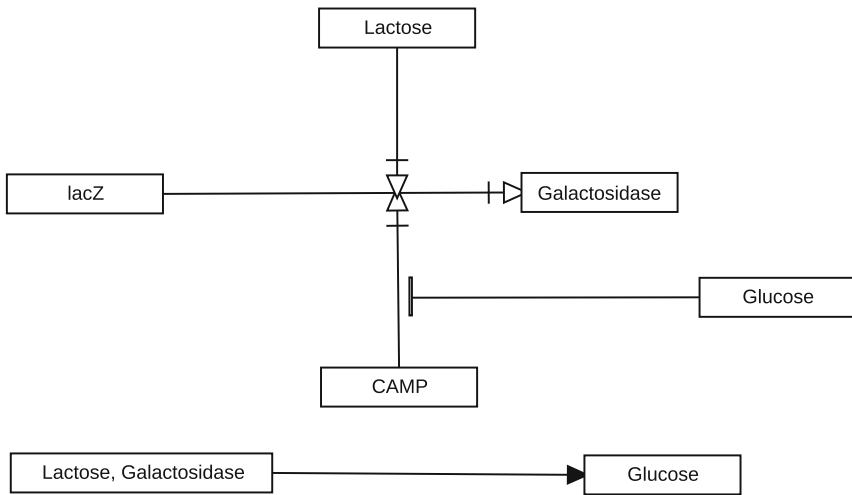 Lactose
lacZ
Galactosidase
Glucose
CAMP
Lactose, Galactosidase
Glucose